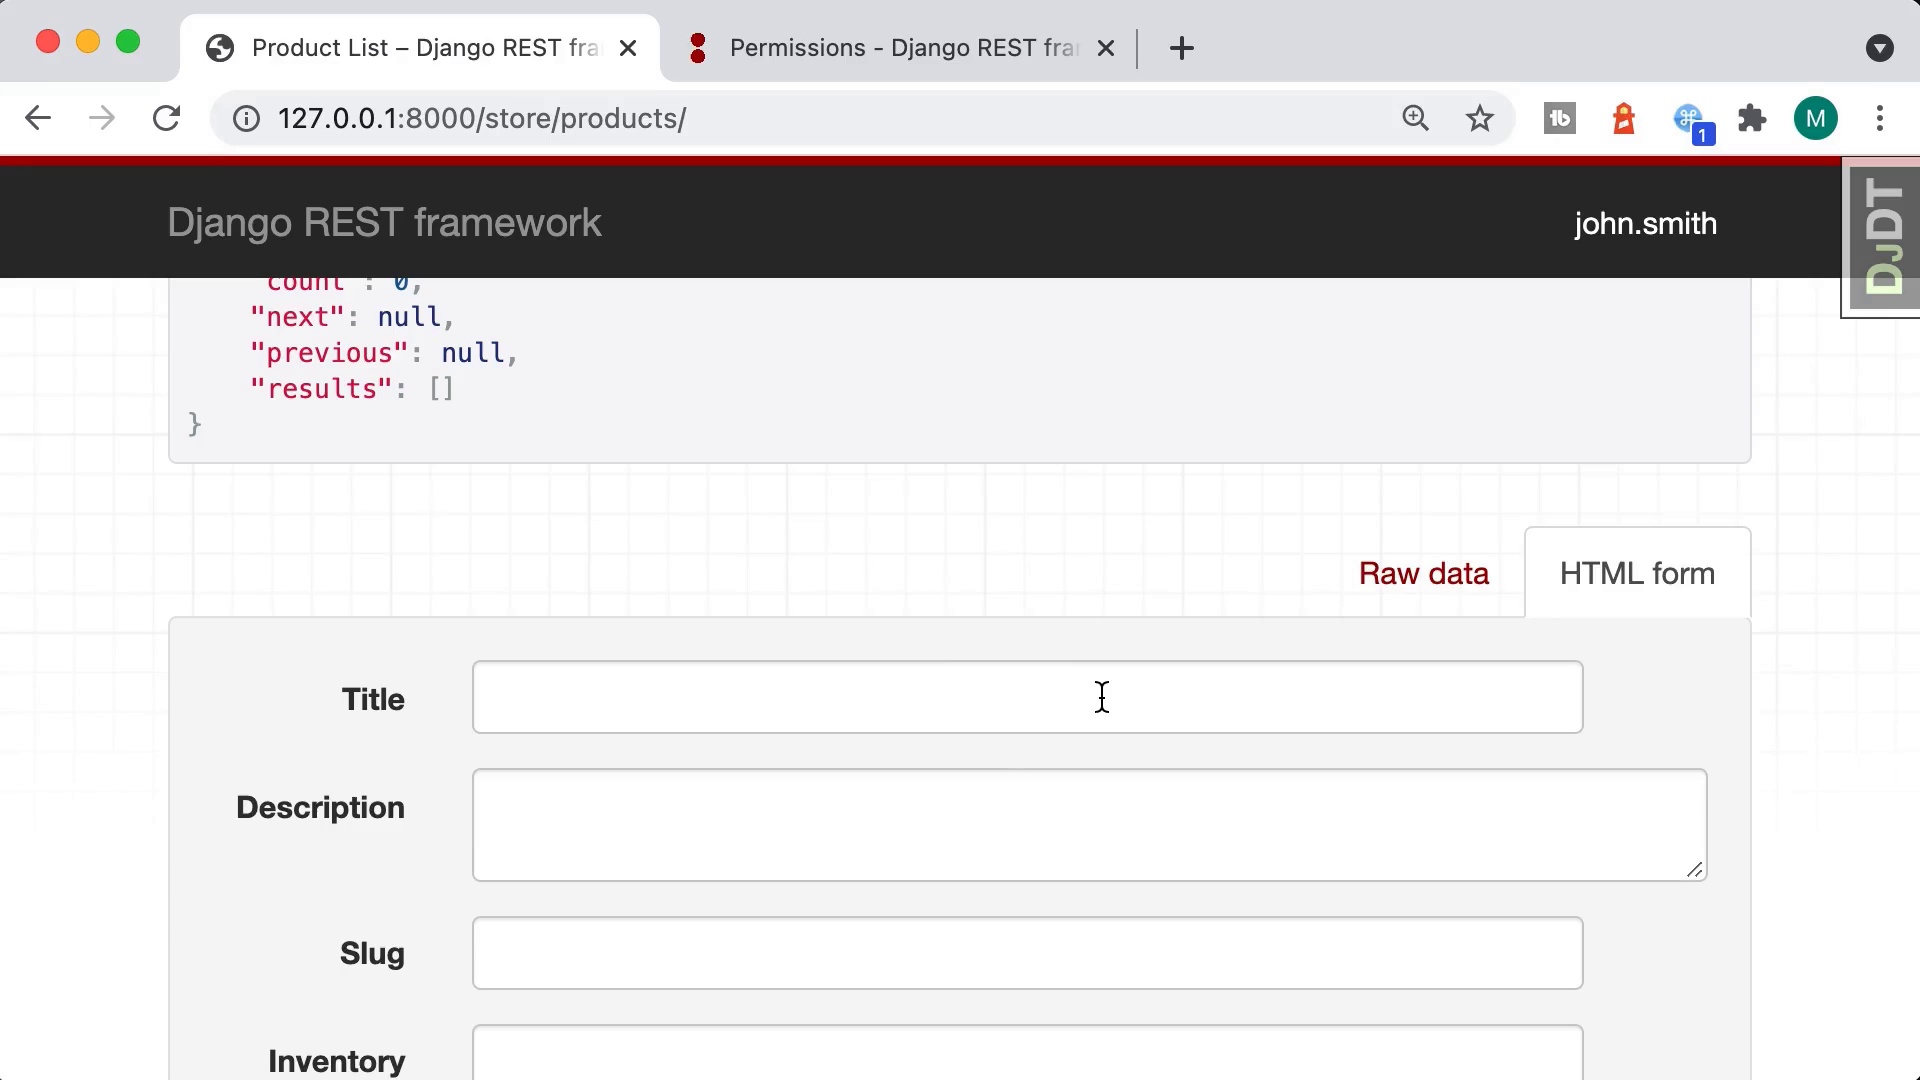 Product List – Django REST fra
Permissions - Django REST fra
127.0.0.1:8000/store/products/
1
M
Django REST framework
john.smith
DJDT
"count": 0,
"next": null,
"previous": null,
"results": []
}
Raw data
HTML form
Title
Description
Slug
Inventory